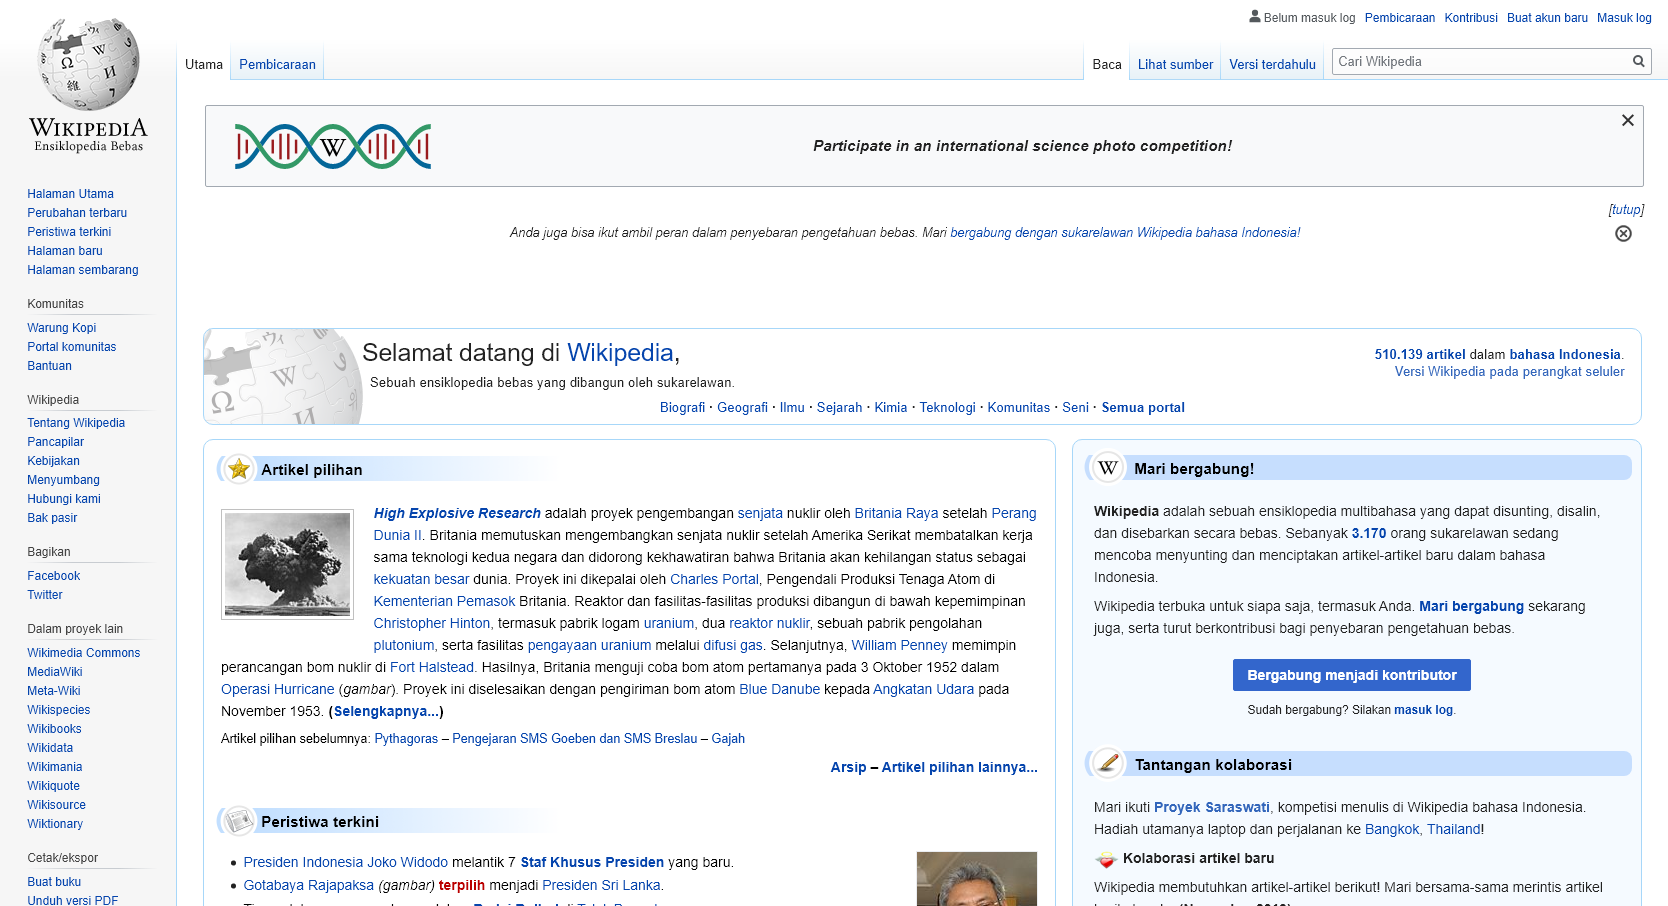 Belum masuk log Pembicaraan Kontribusi Buat akun baru Masuk log
Utama Pembicaraan Baca Lihat sumber Versi terdahulu Cari Wikipedia
WIKIPEDIA
Ensiklopedia Bebas
Halaman Utama
Perubahan terbaru
Peristiwa terkini
Halaman baru
Halaman sembarang
Komunitas
Warung Kopi
Portal komunitas
Bantuan
Wikipedia
Tentang Wikipedia
Pancapilar
Kebijakan
Menyumbang
Hubungi kami
Bak pasir
Bagikan
Facebook
Twitter
Dalam proyek lain
Wikimedia Commons
MediaWiki
Meta-Wiki
Wikispecies
Wikibooks
Wikidata
Wikimania
Wikiquote
Wikisource
Wiktionary
Cetak/ekspor
Buat buku
Unduh versi PDF
W
Participate in an international science photo competition!
[tutup]
Anda juga bisa ikut ambil peran dalam penyebaran pengetahuan bebas. Mari bergabung dengan sukarelawan Wikipedia bahasa Indonesia!
Selamat datang di Wikipedia,
Sebuah ensiklopedia bebas yang dibangun oleh sukarelawan.
510.139 artikel dalam bahasa Indonesia.
Versi Wikipedia pada perangkat seluler
Biografi · Geografi · Ilmu · Sejarah · Kimia · Teknologi · Komunitas · Seni · Semua portal
Artikel pilihan
High Explosive Research adalah proyek pengembangan senjata nuklir oleh Britania Raya setelah Perang
Dunia II. Britania memutuskan mengembangkan senjata nuklir setelah Amerika Serikat membatalkan kerja
sama teknologi kedua negara dan didorong kekhawatiran bahwa Britania akan kehilangan status sebagai
kekuatan besar dunia. Proyek ini dikepalai oleh Charles Portal, Pengendali Produksi Tenaga Atom di
Kementerian Pemasok Britania. Reaktor dan fasilitas-fasilitas produksi dibangun di bawah kepemimpinan
Christopher Hinton, termasuk pabrik logam uranium, dua reaktor nuklir, sebuah pabrik pengolahan
plutonium, serta fasilitas pengayaan uranium melalui difusi gas. Selanjutnya, William Penney memimpin
perancangan bom nuklir di Fort Halstead. Hasilnya, Britania menguji coba bom atom pertamanya pada 3 Oktober 1952 dalam
Operasi Hurricane (gambar). Proyek ini diselesaikan dengan pengiriman bom atom Blue Danube kepada Angkatan Udara pada
November 1953. (Selengkapnya...)
Artikel pilihan sebelumnya: Pythagoras – Pengejaran SMS Goeben dan SMS Breslau – Gajah
Arsip – Artikel pilihan lainnya...
Peristiwa terkini
• Presiden Indonesia Joko Widodo melantik 7 Staf Khusus Presiden yang baru.
• Gotabaya Rajapaksa (gambar) terpilih menjadi Presiden Sri Lanka.
W
Mari bergabung!
Wikipedia adalah sebuah ensiklopedia multibahasa yang dapat disunting, disalin,
dan disebarkan secara bebas. Sebanyak 3.170 orang sukarelawan sedang
mencoba menyunting dan menciptakan artikel-artikel baru dalam bahasa
Indonesia.
Wikipedia terbuka untuk siapa saja, termasuk Anda. Mari bergabung sekarang
juga, serta turut berkontribusi bagi penyebaran pengetahuan bebas.
Bergabung menjadi kontributor
Sudah bergabung? Silakan masuk log.
Tantangan kolaborasi
Mari ikuti Proyek Saraswati, kompetisi menulis di Wikipedia bahasa Indonesia.
Hadiah utamanya laptop dan perjalanan ke Bangkok, Thailand!
Kolaborasi artikel baru
Wikipedia membutuhkan artikel-artikel berikut! Mari bersama-sama merintis artikel